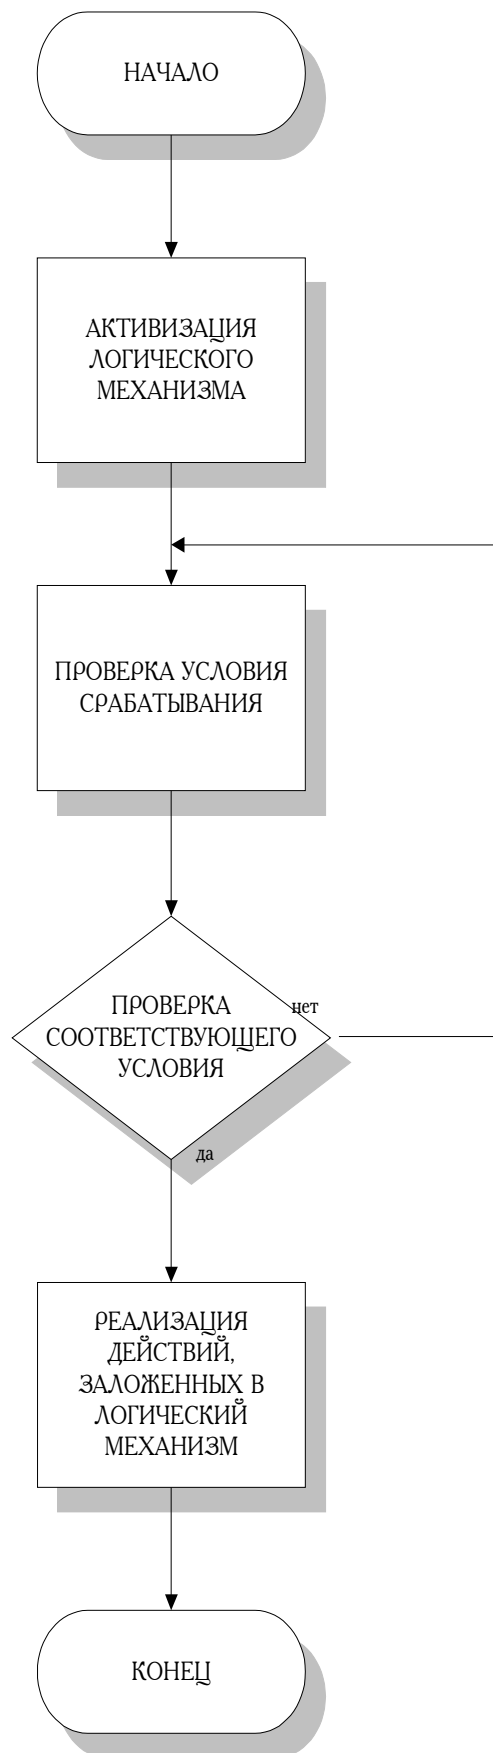 НАЧАЛО
АКТИВИЗАЦИЯ
ЛОГИЧЕСКОГО
МЕХАНИЗМА
ПРОВЕРКА УСЛОВИЯ
СРАБАТЫВАНИЯ
ПРОВЕРКА
СООТВЕТСТВУЮЩЕГО
УСЛОВИЯ
нет
да
РЕАЛИЗАЦИЯ
ДЕЙСТВИЙ,
ЗАЛОЖЕННЫХ В
ЛОГИЧЕСКИЙ
МЕХАНИЗМ
КОНЕЦ